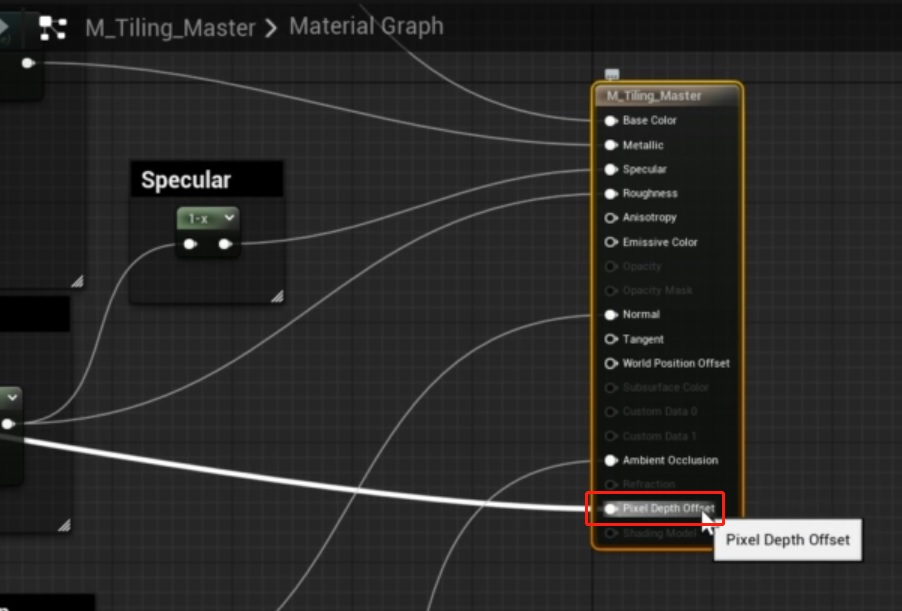 M_Tiling_Master > Material Graph
M_Tiling_Master
Base Color
Metallic
Specular
Specular
1-x
Roughness
Anisotropy
Emissive Color
Opacity
Opacity Mask
Normal
Tangent
World Position Offset
Subsurface Color
Custom Data 0
Custom Data 1
Ambient Occlusion
Refraction
Pixel Depth Offset
Shading Model
Pixel Depth Offset